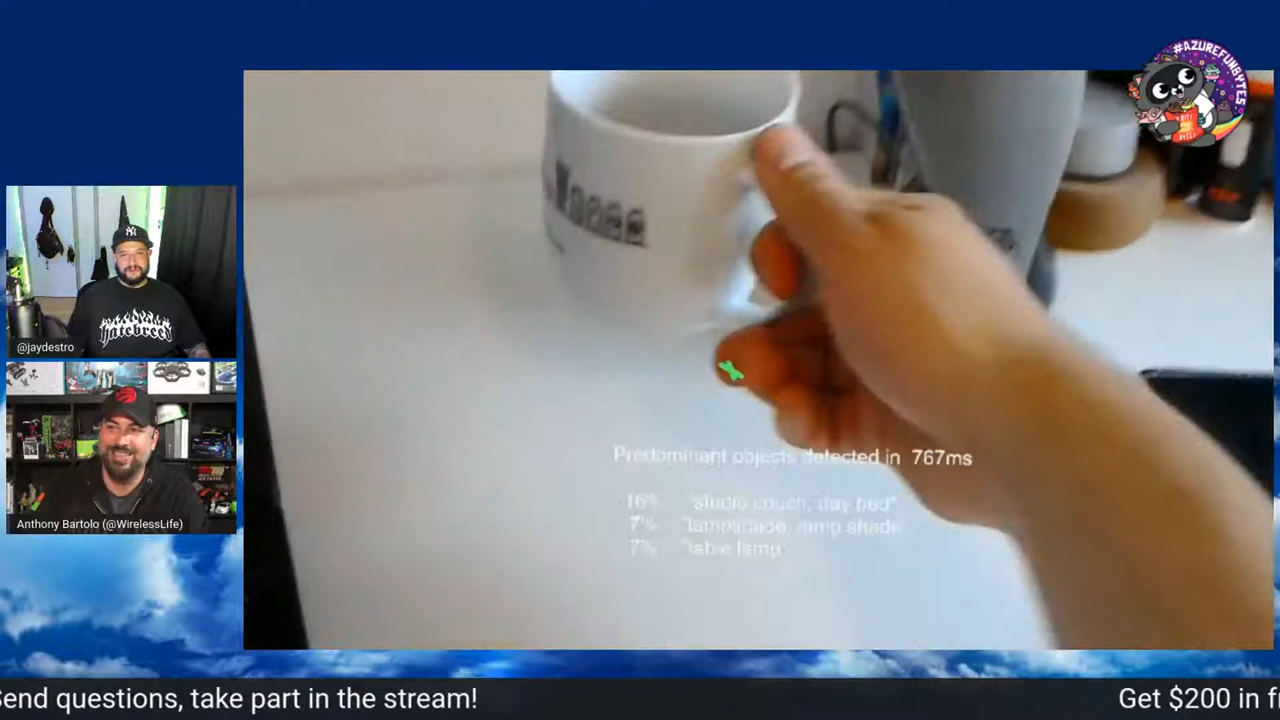 #AZUREFUNBYTES
hatebreed
@jaydestro
Anthony Bartolo (@WirelessLife)
Predominant objects detected in 767ms
16% "studio couch, day bed"
7% "lampshade, lamp shade
7% "table lamp
Send questions, take part in the stream!
Get $200 in f